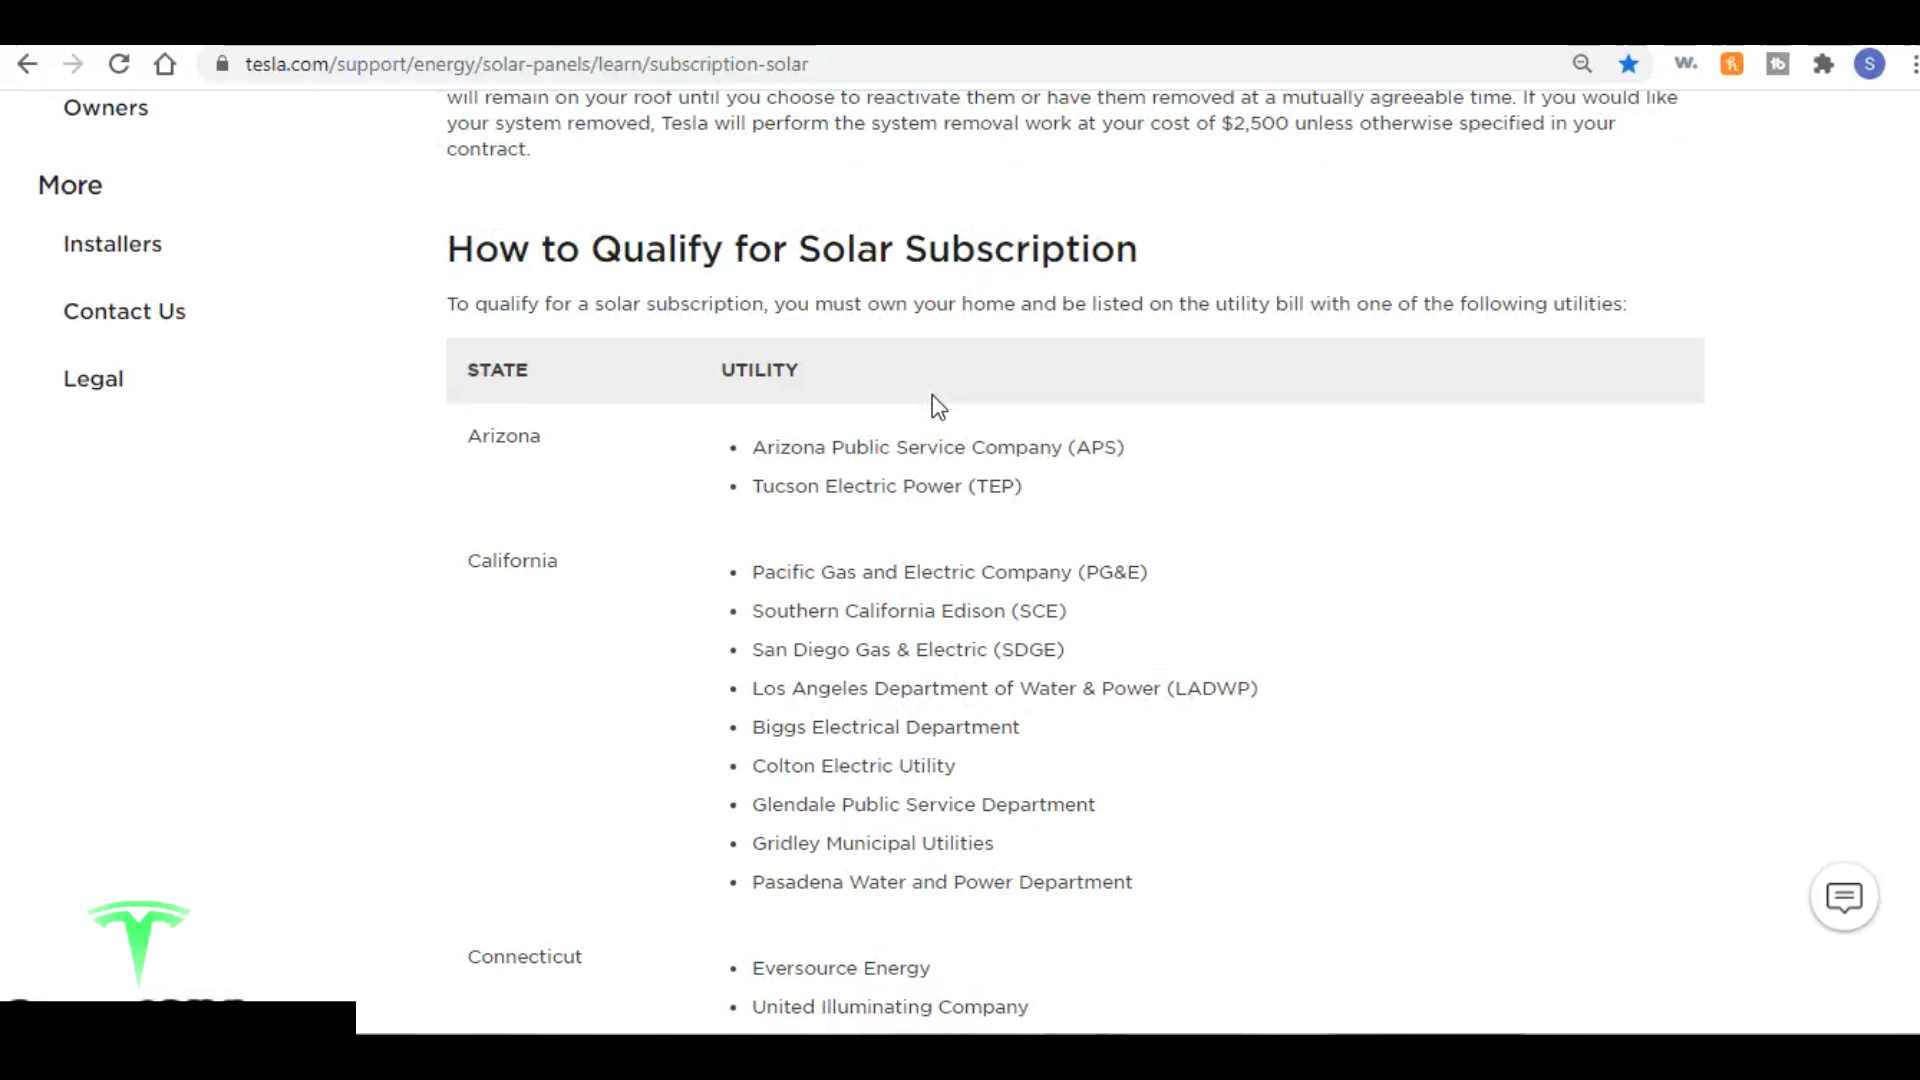 tesla.com/support/energy/solar-panels/learn/subscription-solar
W.
tb
S
Owners
More
Installers
Contact Us
Legal
will remain on your roof until you choose to reactivate them or have them removed at a mutually agreeable time. If you would like
your system removed, Tesla will perform the system removal work at your cost of $2,500 unless otherwise specified in your
contract.
How to Qualify for Solar Subscription
To qualify for a solar subscription, you must own your home and be listed on the utility bill with one of the following utilities:
STATE UTILITY
Arizona
• Arizona Public Service Company (APS)
• Tucson Electric Power (TEP)
California
• Pacific Gas and Electric Company (PG&E)
• Southern California Edison (SCE)
• San Diego Gas & Electric (SDGE)
• Los Angeles Department of Water & Power (LADWP)
• Biggs Electrical Department
• Colton Electric Utility
• Glendale Public Service Department
• Gridley Municipal Utilities
• Pasadena Water and Power Department
Connecticut
• Eversource Energy
• United Illuminating Company